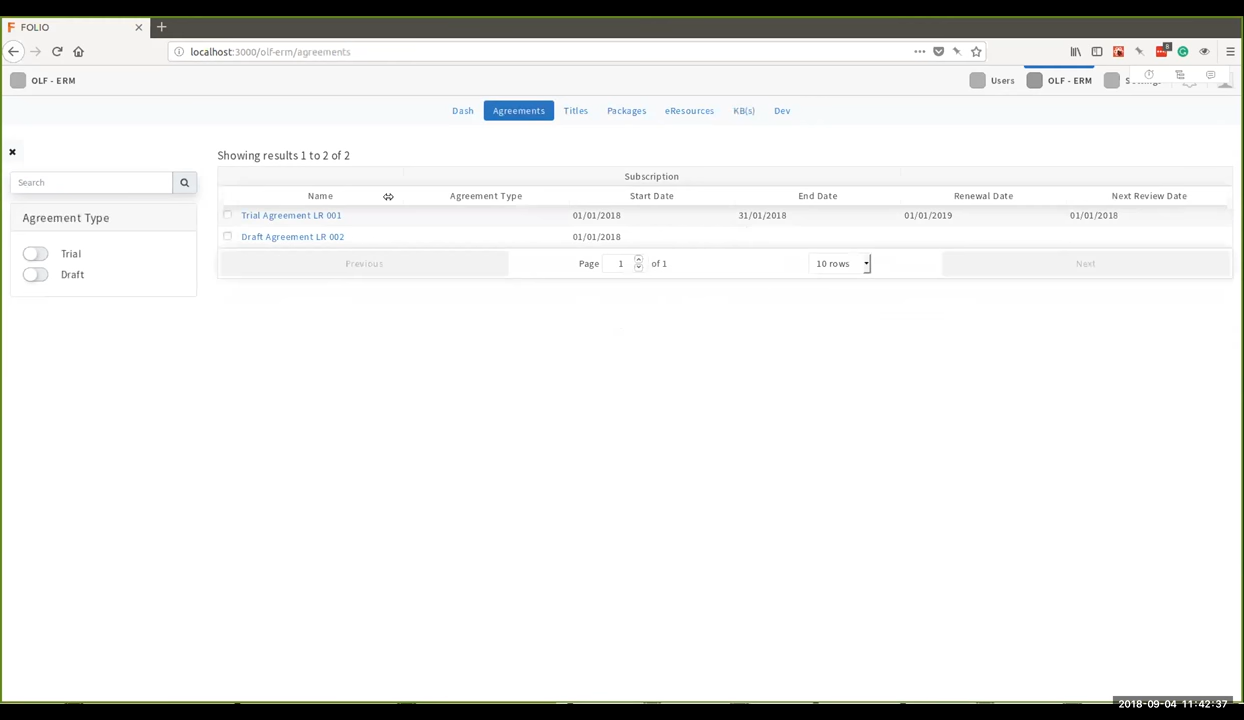 FOLIO
localhost:3000/olf-erm/agreements
OLF - ERM
Users
OLF - ERM
Dash
Agreements
Titles
Packages
eResources
KB(s)
Dev
Showing results 1 to 2 of 2
Search
Agreement Type
Trial
Draft
Subscription
Name Agreement Type Start Date End Date Renewal Date Next Review Date
Trial Agreement LR 001 01/01/2018 31/01/2018 01/01/2019 01/01/2018
Draft Agreement LR 002 01/01/2018
Previous Page 1 of 1 10 rows Next
2018-09-04 11:42:37